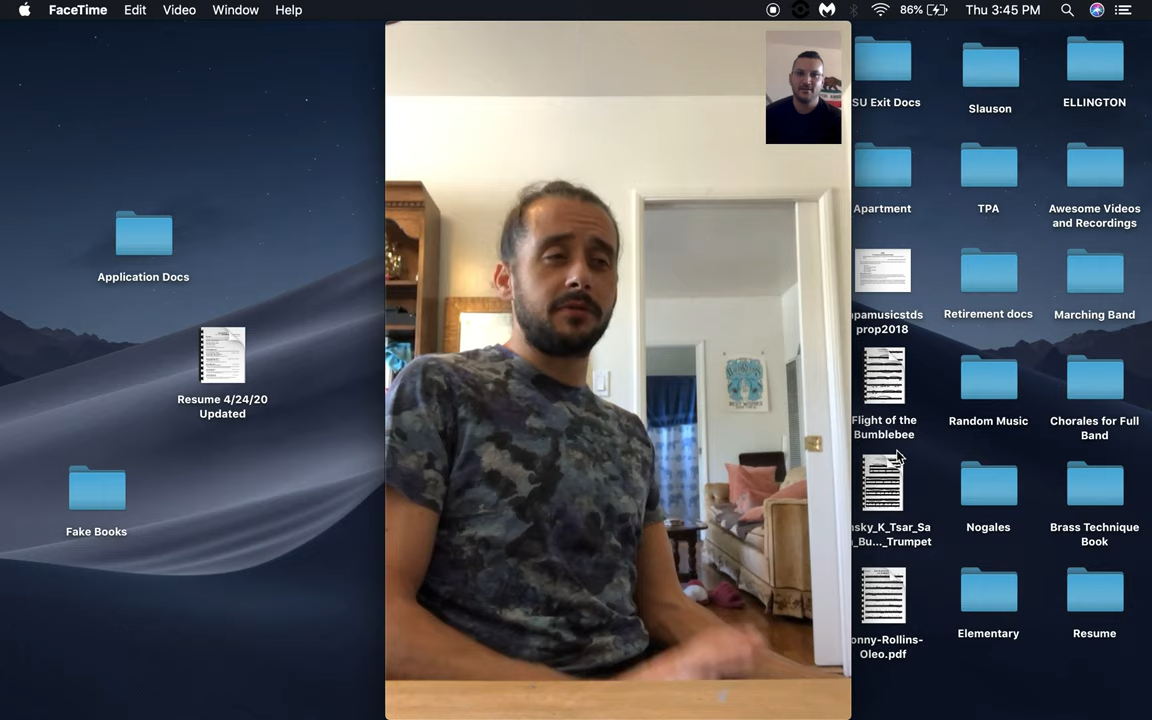 FaceTime Edit Video Window Help
86% Thu 3:45 PM
SU Exit Docs
Slauson
ELLINGTON
Application Docs
Apartment
TPA
Awesome Videos
and Recordings
pamusicstds
prop2018
Retirement docs
Marching Band
Resume 4/24/20
Updated
Flight of the
Bumblebee
Random Music
Chorales for Full
Band
Fake Books
nsky_K_Tsar_Sa
_Bu..._Trumpet
Nogales
Brass Technique
Book
onny-Rollins-
Oleo.pdf
Elementary
Resume